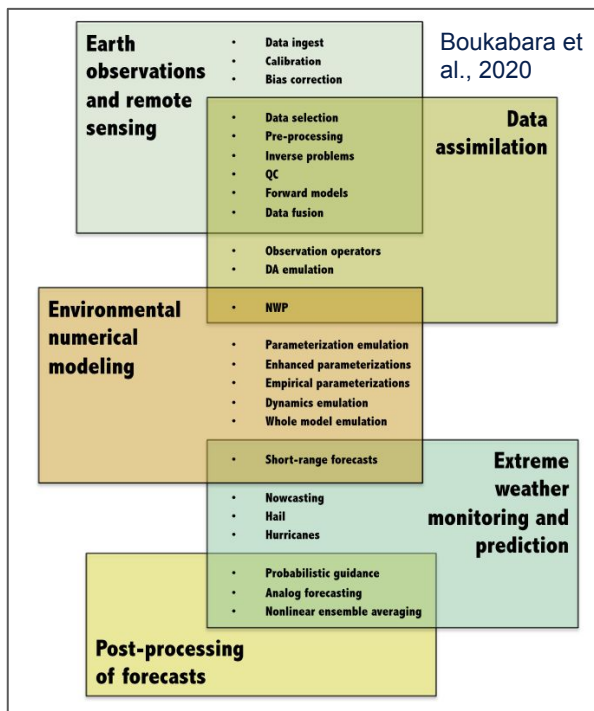 Earth
observations
and remote
sensing
• Data ingest
• Calibration
• Bias correction
Boukabara et
al., 2020
• Data selection
• Pre-processing
• Inverse problems
• QC
• Forward models
• Data fusion
Data
assimilation
• Observation operators
• DA emulation
Environmental
numerical
modeling
• NWP
• Parameterization emulation
• Enhanced parameterizations
• Empirical parameterizations
• Dynamics emulation
• Whole model emulation
• Short-range forecasts
Extreme
weather
monitoring and
prediction
• Nowcasting
• Hail
• Hurricanes
• Probabilistic guidance
• Analog forecasting
• Nonlinear ensemble averaging
Post-processing
of forecasts